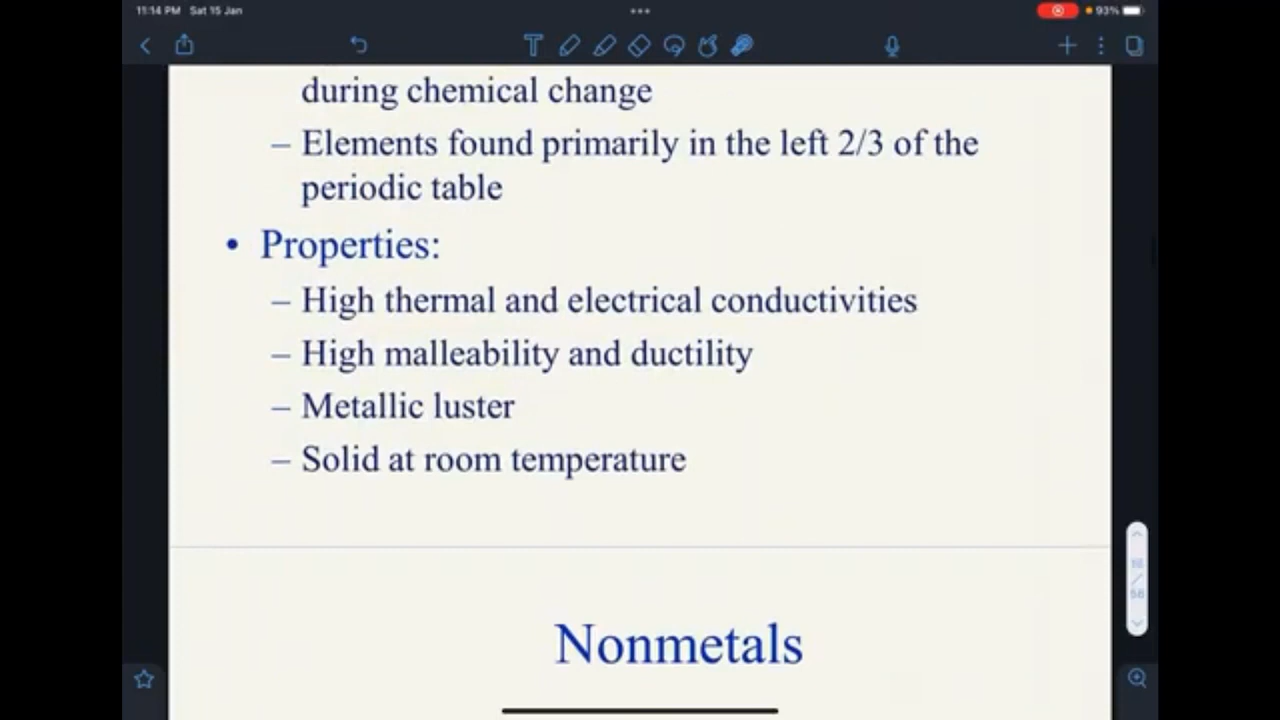 11:14 PM Sat 15 Jan
93%
during chemical change
– Elements found primarily in the left 2/3 of the
periodic table
• Properties:
– High thermal and electrical conductivities
– High malleability and ductility
– Metallic luster
– Solid at room temperature
58
Nonmetals